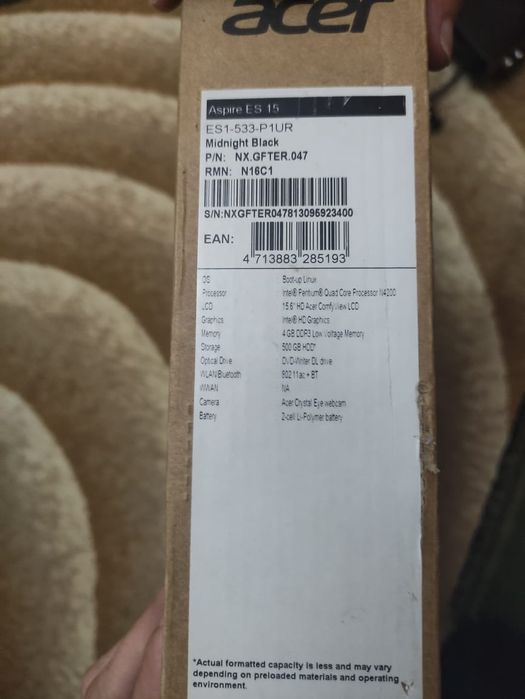 acer
Aspire ES 15
ES1-533-P1UR
Midnight Black
P/N: NX.GFTER.047
RMN: N16C1
S/N:NXGFTER047813095923400
EAN:
4 713883 285193
OS Boot-up Linux
Processor Intel® Pentium® Quad Core Processor N4200
LCD 15.6" HD Acer ComfyView LCD
Graphics Intel® HD Graphics
Memory 4 GB DDR3 Low Voltage Memory
Storage 500 GB HDD*
Optical Drive DVD-Writer DL drive
WLAN/Bluetooth 802.11ac + BT
WWAN NA
Camera Acer Crystal Eye webcam
Battery 2-cell Li-Polymer battery
*Actual formatted capacity is less and may vary
depending on preloaded materials and operating
environment.